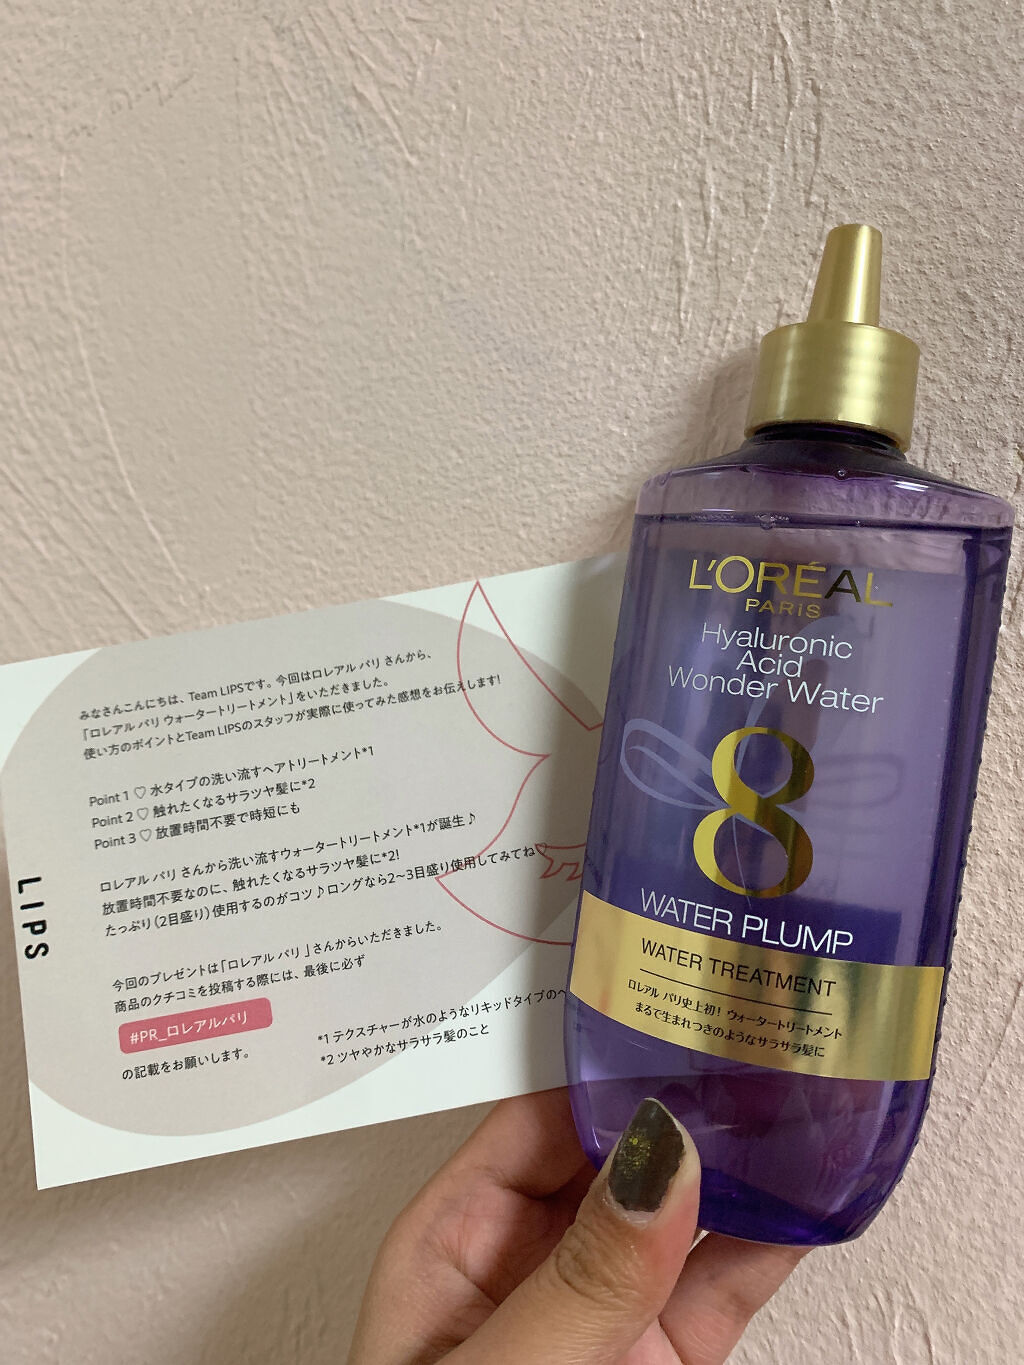 みなさんこんにちは、Team LIPSです。今回はロレアル パリ さんから、
「ロレアル パリ ウォータートリートメント」をいただきました。
使い方のポイントとTeam LIPSのスタッフが実際に使ってみた感想をお伝えします!
Point 1 ♡ 水タイプの洗い流すヘアトリートメント*1
Point 2 ♡ 触れたくなるサラツヤ髪に*2
Point 3 ♡ 放置時間不要で時短にも
ロレアル パリ さんから洗い流すウォータートリートメント*1が誕生♪
放置時間不要なのに、触れたくなるサラツヤ髪に*2!
たっぷり(2目盛り)使用するのがコツ♪ロングなら2~3目盛り使用してみてね♡
今回のプレゼントは「ロレアル パリ 」さんからいただきました。
商品のクチコミを投稿する際には、最後に必ず
#PR_ロレアルパリ
の記載をお願いします。
*1 テクスチャーが水のようなリキッドタイプのヘ
*2 ツヤやかなサラサラ髪のこと
LIPS
L'ORÉAL
PARIS
Hyaluronic
Acid
Wonder Water
8
WATER PLUMP
WATER TREATMENT
ロレアル パリ史上初! ウォータートリートメント
まるで生まれつきのようなサラサラ髪に